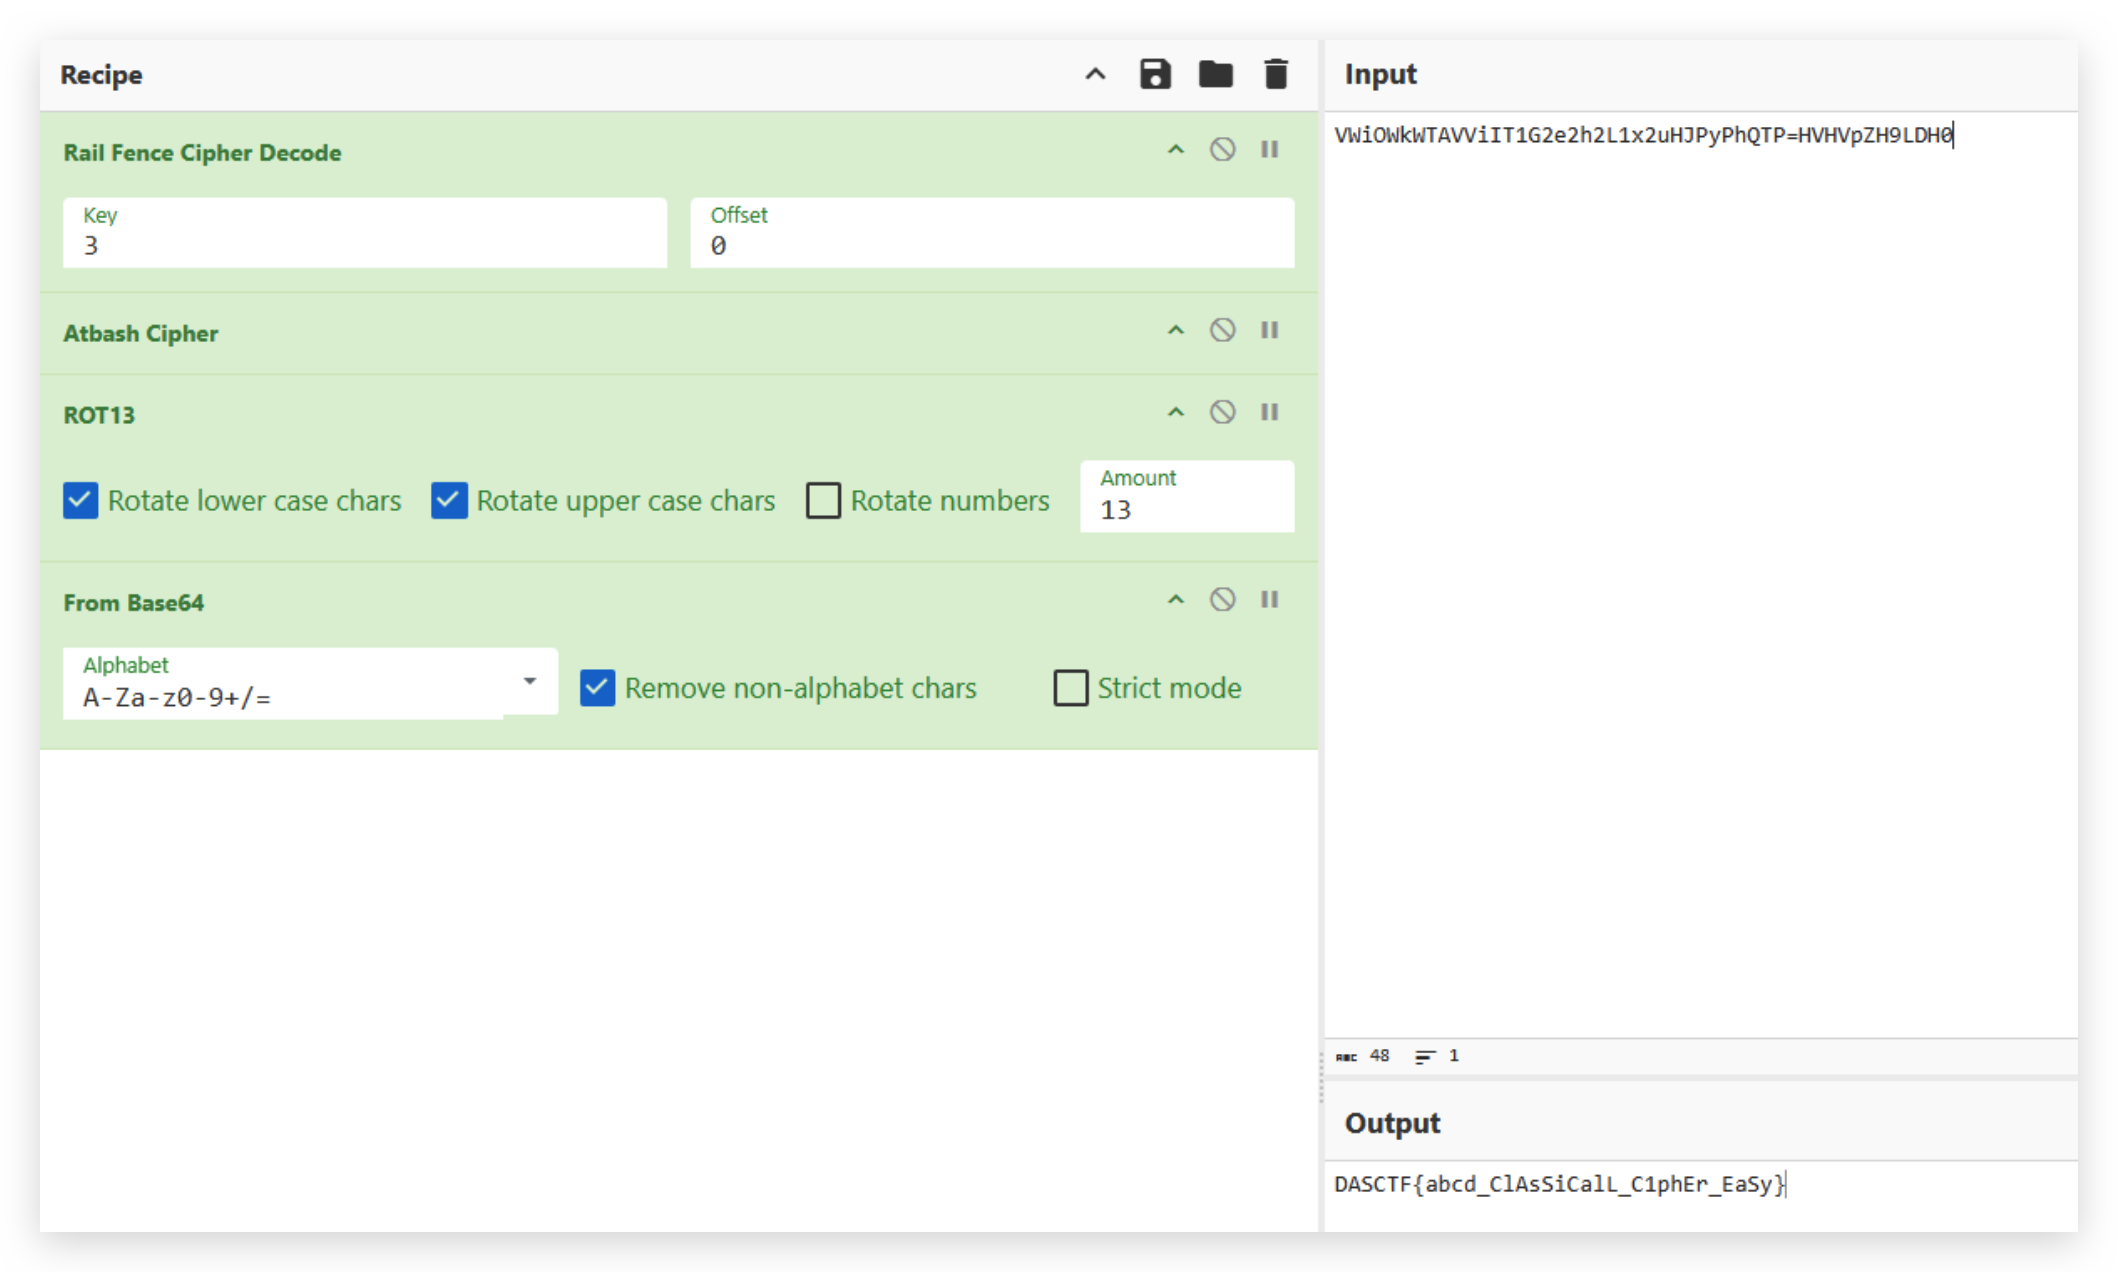 Recipe
Rail Fence Cipher Decode
Key
3
Offset
0
Atbash Cipher
ROT13
Rotate lower case chars
Rotate upper case chars
Rotate numbers
Amount
13
From Base64
Alphabet
A-Za-z0-9+/=
Remove non-alphabet chars
Strict mode
Input
VWiOWkWTAVViIT1G2e2h2L1x2uHJPyPhQTP=HVHVpZH9LDH0
ABC 48 1
Output
DASCTF{abcd_ClAsSiCalL_C1phEr_EaSy}